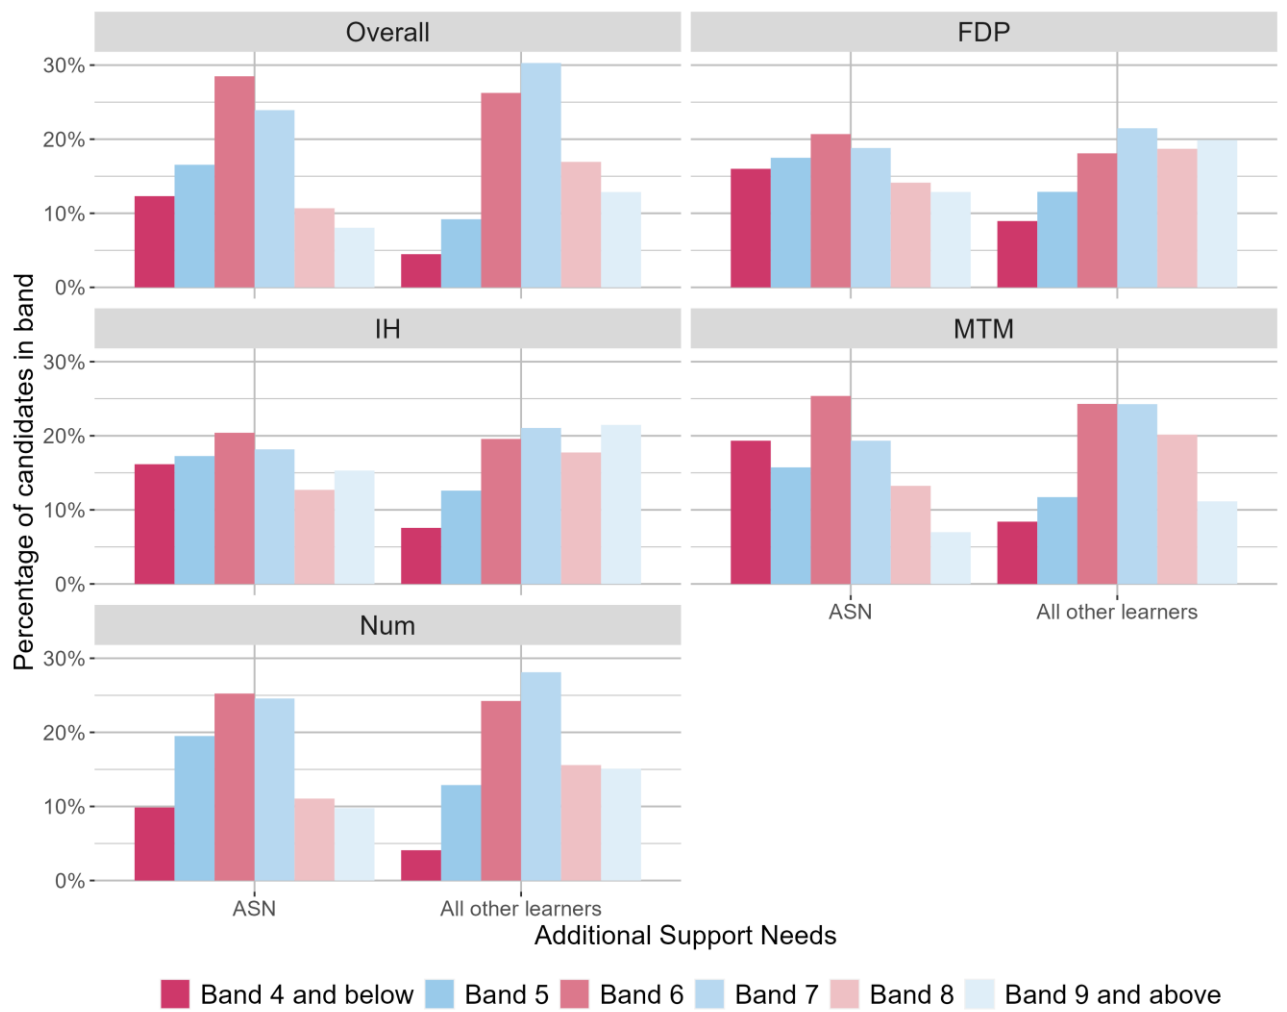 Overall
FDP
30%
20%
10%
0%
IH
MTM
30%
20%
10%
0%
ASN
All other learners
Num
30%
20%
10%
0%
ASN
All other learners
Percentage of candidates in band
Additional Support Needs
Band 4 and below
Band 5
Band 6
Band 7
Band 8
Band 9 and above